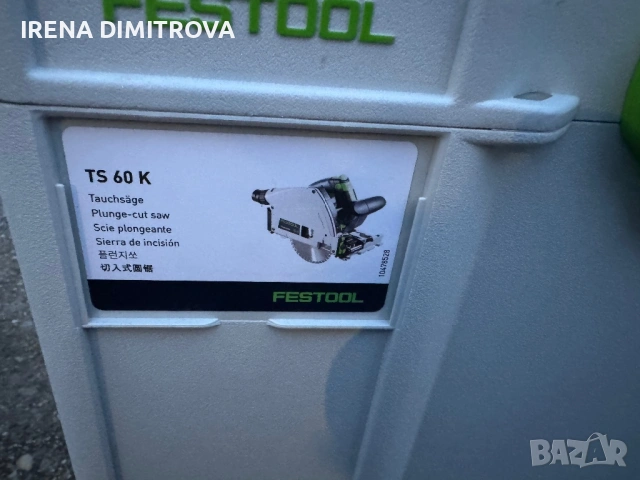 IRENA DIMITROVA
FESTOOL
TS 60 K
Tauchsäge
Plunge-cut saw
Scie plongeante
Sierra de incisión
플런지쏘
切入式圆锯
10478528
FESTOOL
BAZAR